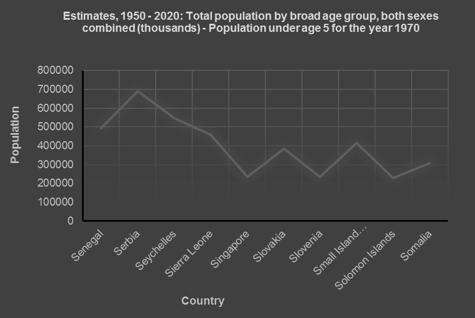 Estimates, 1950 - 2020: Total population by broad age group, both sexes
combined (thousands) - Population under age 5 for the year 1970
800000
700000
600000
500000
400000
300000
200000
100000
0
Population
Senegal
Serbia
Seychelles
Sierra Leone
Singapore
Slovakia
Slovenia
Small Island...
Solomon Islands
Somalia
Country